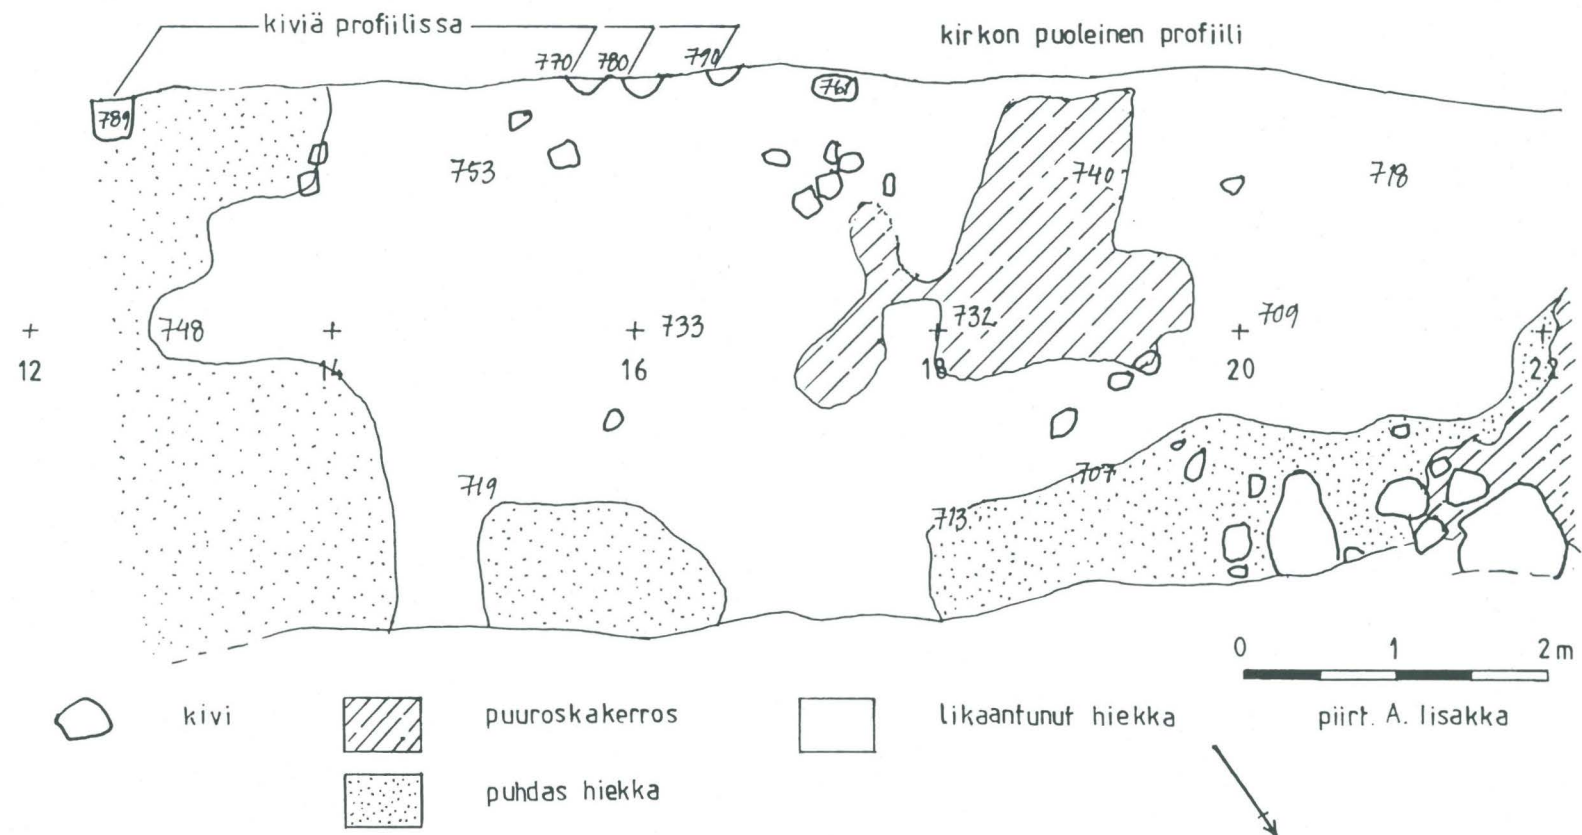 kiviä profiilissa
kirkon puoleinen profiili
770 780 790
789
761
753
740
718
748
733
732
709
12 14 16 18 20 22
719
707
713
0 1 2 m
kivi
puuroskakerros
likaantunut hiekka
piirt. A. Iisakka
puhdas hiekka